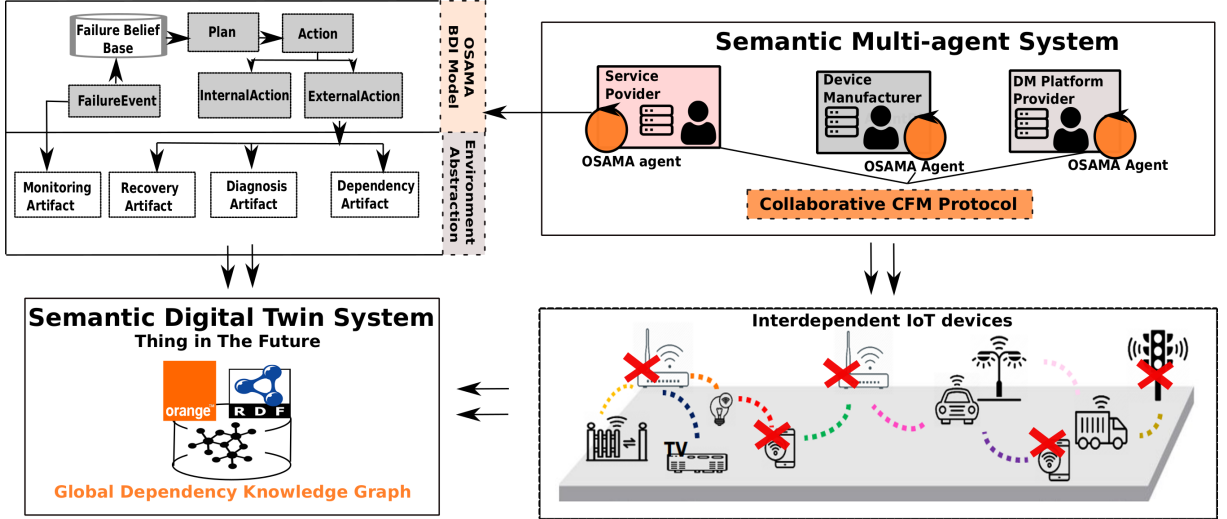 Failure Belief
Base
Plan
Action
FailureEvent
InternalAction
ExternalAction
OSAMA
BDI Model
Monitoring
Artifact
Recovery
Artifact
Diagnosis
Artifact
Dependency
Artifact
Environment
Abstraction
Semantic Multi-agent System
Service
Povider
OSAMA agent
Device
Manufacturer
OSAMA Agent
DM Platform
Provider
OSAMA Agent
Collaborative CFM Protocol
Semantic Digital Twin System
Thing in The Future
orange™
RDF
Global Dependency Knowledge Graph
Interdependent IoT devices
TV